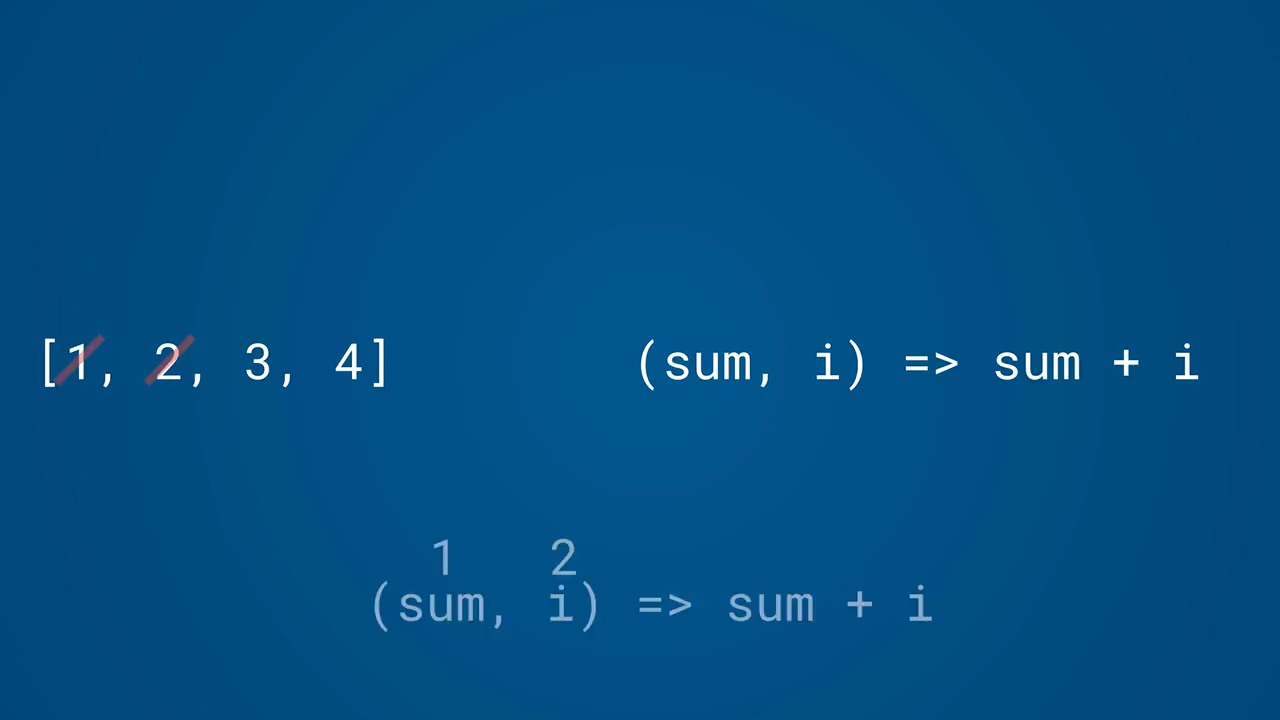 [1, 2, 3, 4] (sum, i) => sum + i
1 2
(sum, i) => sum + i